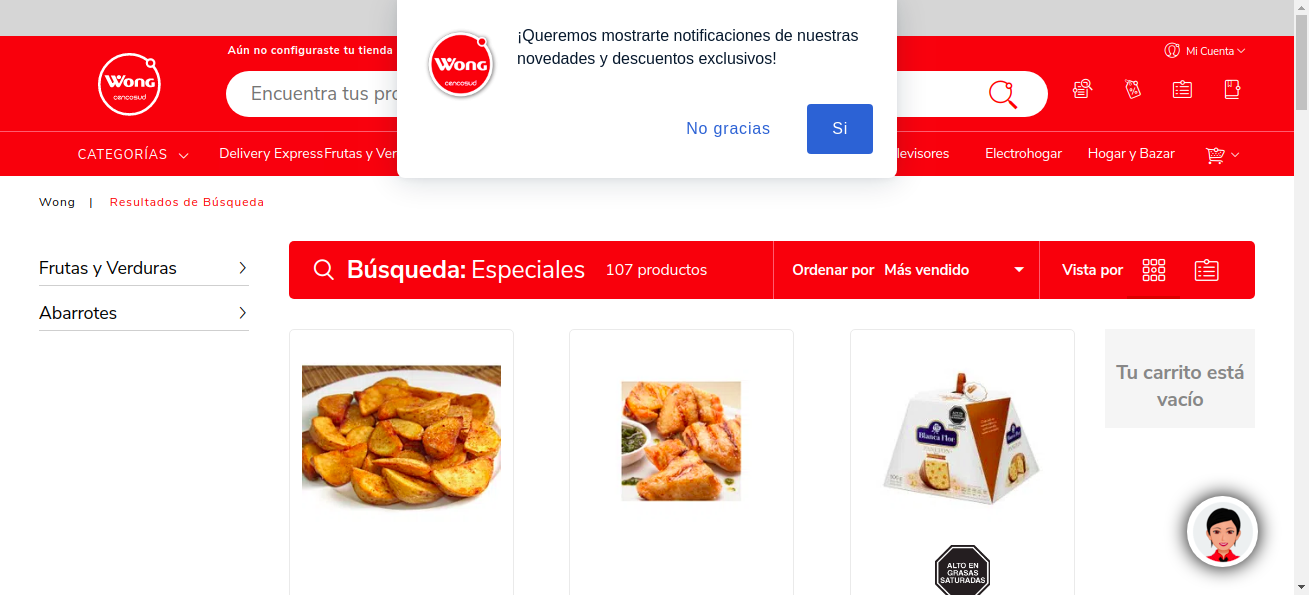 ¡Queremos mostrarte notificaciones de nuestras
novedades y descuentos exclusivos!
No gracias
Si
Wong
cencosud
Aún no configuraste tu tienda
Mi Cuenta
Wong
cencosud
Encuentra tus pro
CATEGORÍAS
Delivery Express
Frutas y Ver
levisores
Electrohogar
Hogar y Bazar
Wong | Resultados de Búsqueda
Frutas y Verduras
Abarrotes
Búsqueda: Especiales 107 productos
Ordenar por Más vendido
Vista por
Tu carrito está
vacío
Blanca Flor
PANETÓN
ALTO EN
GRASAS
SATURADAS